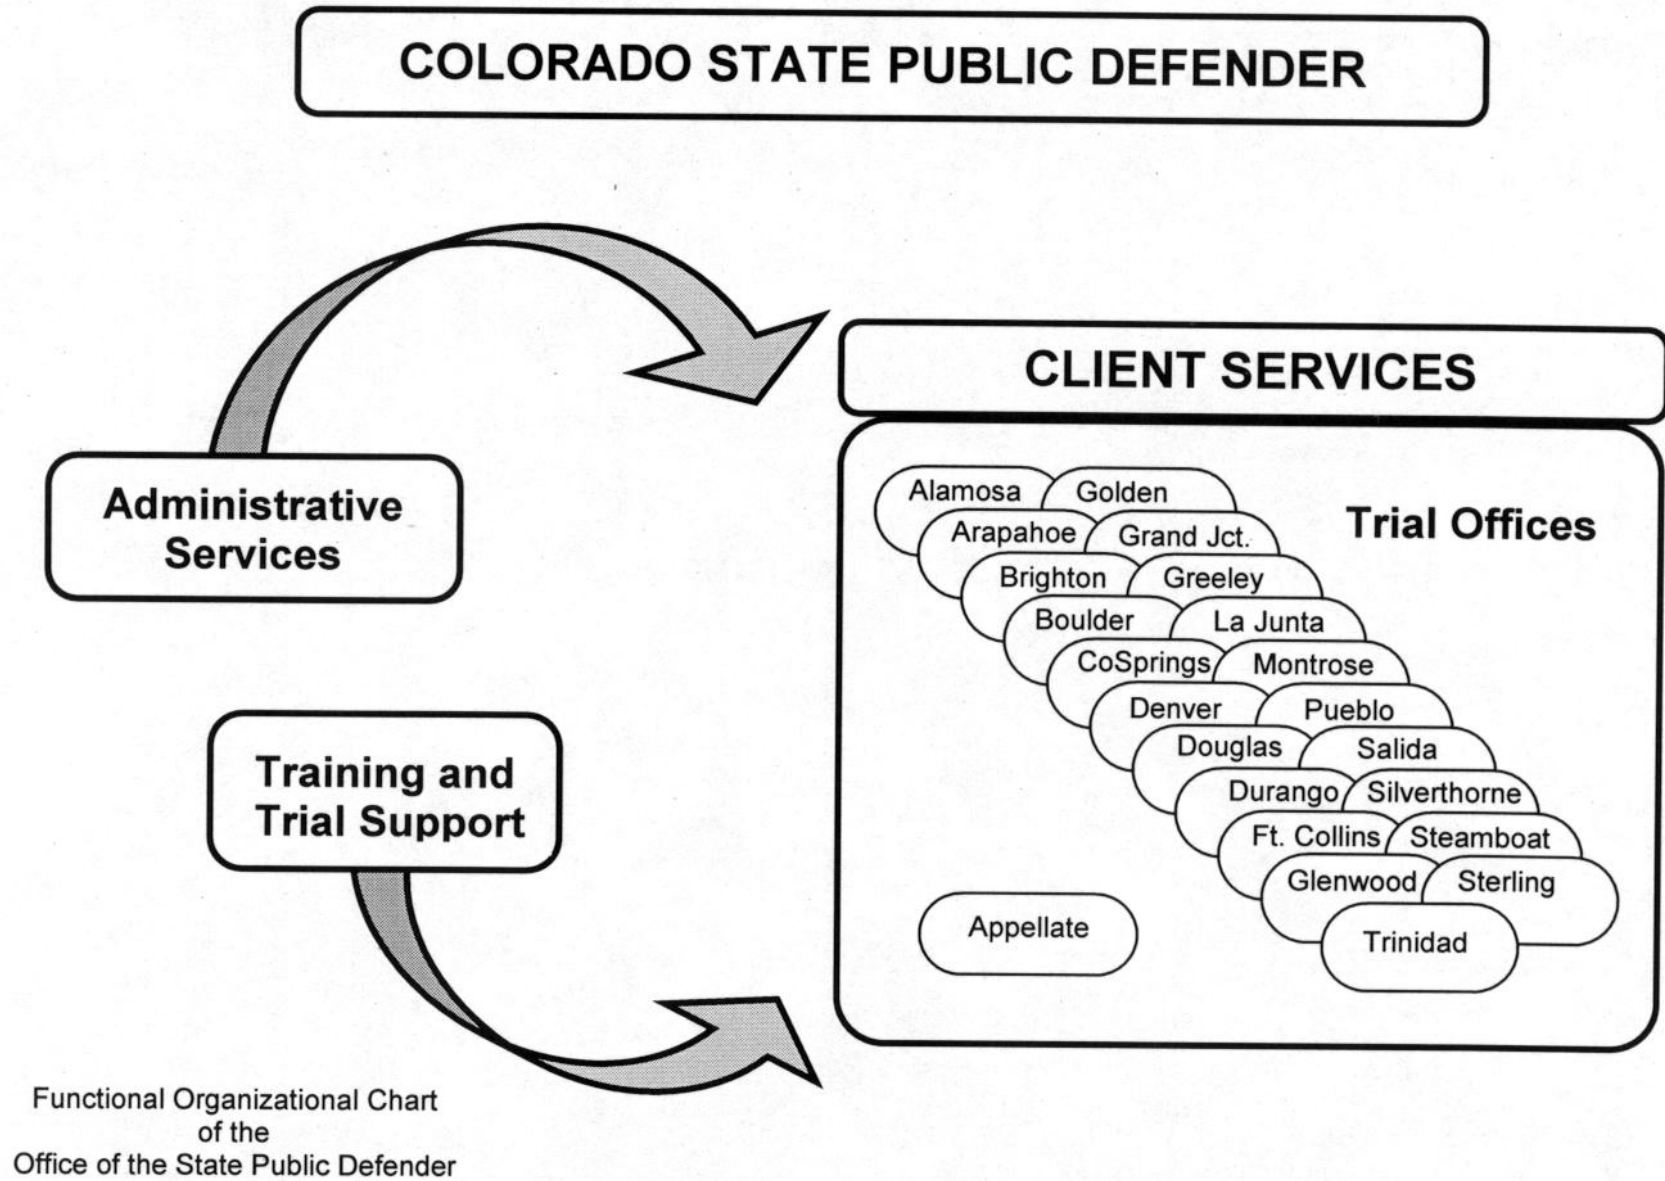 COLORADO STATE PUBLIC DEFENDER
Administrative
Services
Training and
Trial Support
CLIENT SERVICES
Trial Offices
Alamosa
Golden
Arapahoe
Grand Jct.
Brighton
Greeley
Boulder
La Junta
CoSprings
Montrose
Denver
Pueblo
Douglas
Salida
Durango
Silverthorne
Ft. Collins
Steamboat
Glenwood
Sterling
Trinidad
Appellate
Functional Organizational Chart
of the
Office of the State Public Defender